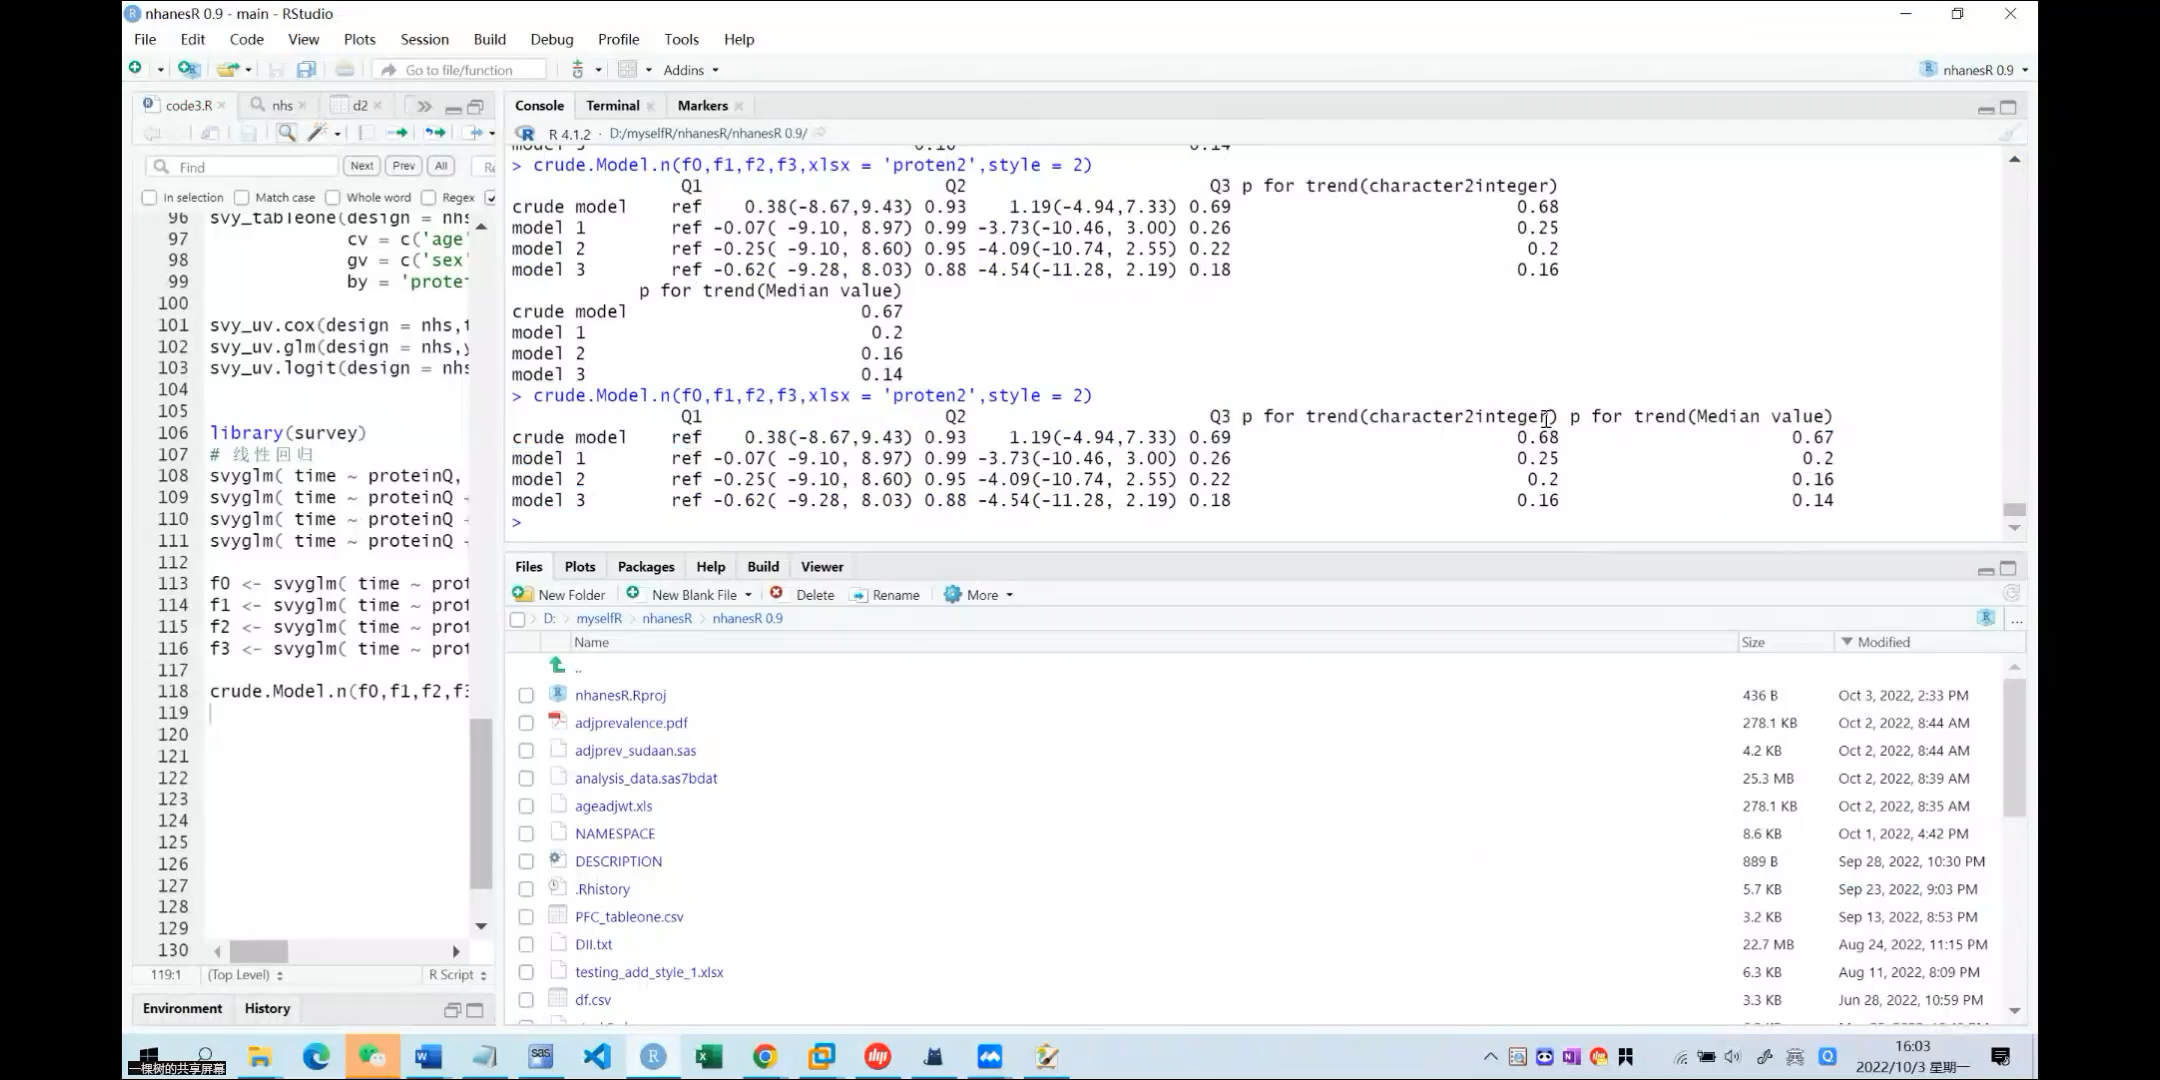 nhanesR 0.9 - main - RStudio
File Edit Code View Plots Session Build Debug Profile Tools Help
Go to file/function Addins nhanesR 0.9
code3.R nhs d2
Find Next Prev All Re
In selection Match case Whole word Regex
96 svy_tableone(design = nhs
97 cv = c('age'
98 gv = c('sex'
99 by = 'protei
100
101 svy_uv.cox(design = nhs,t
102 svy_uv.glm(design = nhs,y
103 svy_uv.logit(design = nhs
104
105
106 library(survey)
107 # 线性回归
108 svyglm( time ~ proteinQ,
109 svyglm( time ~ proteinQ +
110 svyglm( time ~ proteinQ +
111 svyglm( time ~ proteinQ +
112
113 f0 <- svyglm( time ~ prot
114 f1 <- svyglm( time ~ prot
115 f2 <- svyglm( time ~ prot
116 f3 <- svyglm( time ~ prot
117
118 crude.Model.n(f0,f1,f2,f3
119
120
121
122
123
124
125
126
127
128
129
130
119:1 (Top Level) R Script
Environment History
Console Terminal Markers
R 4.1.2 · D:/myselfR/nhanesR/nhanesR 0.9/
> crude.Model.n(f0,f1,f2,f3,xlsx = 'proten2',style = 2)
Q1 Q2 Q3 p for trend(character2integer)
crude model ref 0.38(-8.67,9.43) 0.93 1.19(-4.94,7.33) 0.69 0.68
model 1 ref -0.07( -9.10, 8.97) 0.99 -3.73(-10.46, 3.00) 0.26 0.25
model 2 ref -0.25( -9.10, 8.60) 0.95 -4.09(-10.74, 2.55) 0.22 0.2
model 3 ref -0.62( -9.28, 8.03) 0.88 -4.54(-11.28, 2.19) 0.18 0.16
p for trend(Median value)
crude model 0.67
model 1 0.2
model 2 0.16
model 3 0.14
> crude.Model.n(f0,f1,f2,f3,xlsx = 'proten2',style = 2)
Q1 Q2 Q3 p for trend(character2integer) p for trend(Median value)
crude model ref 0.38(-8.67,9.43) 0.93 1.19(-4.94,7.33) 0.69 0.68 0.67
model 1 ref -0.07( -9.10, 8.97) 0.99 -3.73(-10.46, 3.00) 0.26 0.25 0.2
model 2 ref -0.25( -9.10, 8.60) 0.95 -4.09(-10.74, 2.55) 0.22 0.2 0.16
model 3 ref -0.62( -9.28, 8.03) 0.88 -4.54(-11.28, 2.19) 0.18 0.16 0.14
>
Files Plots Packages Help Build Viewer
New Folder New Blank File Delete Rename More
D: myselfR nhanesR nhanesR 0.9 ...
Name Size Modified
..
nhanesR.Rproj 436 B Oct 3, 2022, 2:33 PM
adjprevalence.pdf 278.1 KB Oct 2, 2022, 8:44 AM
adjprev_sudaan.sas 4.2 KB Oct 2, 2022, 8:44 AM
analysis_data.sas7bdat 25.3 MB Oct 2, 2022, 8:39 AM
ageadjwt.xls 278.1 KB Oct 2, 2022, 8:35 AM
NAMESPACE 8.6 KB Oct 1, 2022, 4:42 PM
DESCRIPTION 889 B Sep 28, 2022, 10:30 PM
.Rhistory 5.7 KB Sep 23, 2022, 9:03 PM
PFC_tableone.csv 3.2 KB Sep 13, 2022, 8:53 PM
DII.txt 22.7 MB Aug 24, 2022, 11:15 PM
testing_add_style_1.xlsx 6.3 KB Aug 11, 2022, 8:09 PM
df.csv 3.3 KB Jun 28, 2022, 10:59 PM
一棵树的共享屏幕
16:03
2022/10/3 星期一